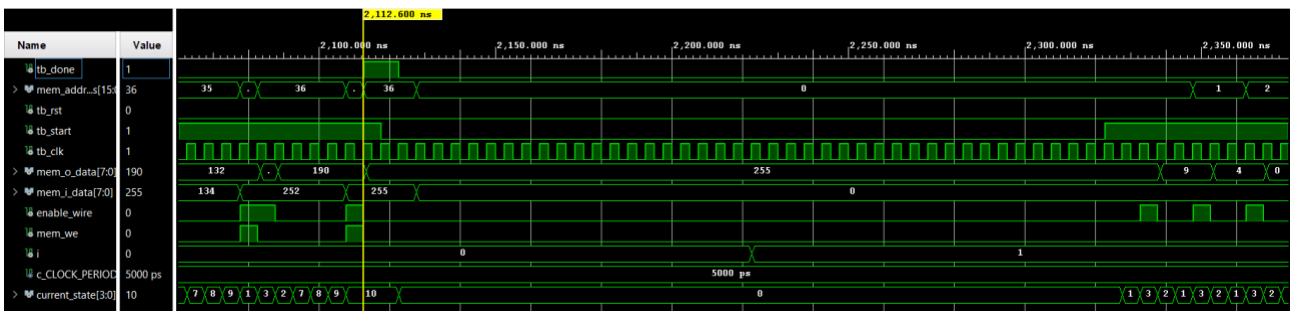 2,112.600 ns
Name Value 2,100.000 ns 2,150.000 ns 2,200.000 ns 2,250.000 ns 2,300.000 ns 2,350.000 ns
tb_done 1
> mem_addr...s[15:0 36 35 . 36 . 36 0 1 2
tb_rst 0
tb_start 1
tb_clk 1
> mem_o_data[7:0] 190 132 . 190 255 9 4 0
> mem_i_data[7:0] 255 134 252 255 0
enable_wire 0
mem_we 0
i 0 0 1
c_CLOCK_PERIOD 5000 ps 5000 ps
> current_state[3:0] 10 7 8 9 1 3 2 7 8 9 10 0 1 3 2 1 3 2 1 3 2